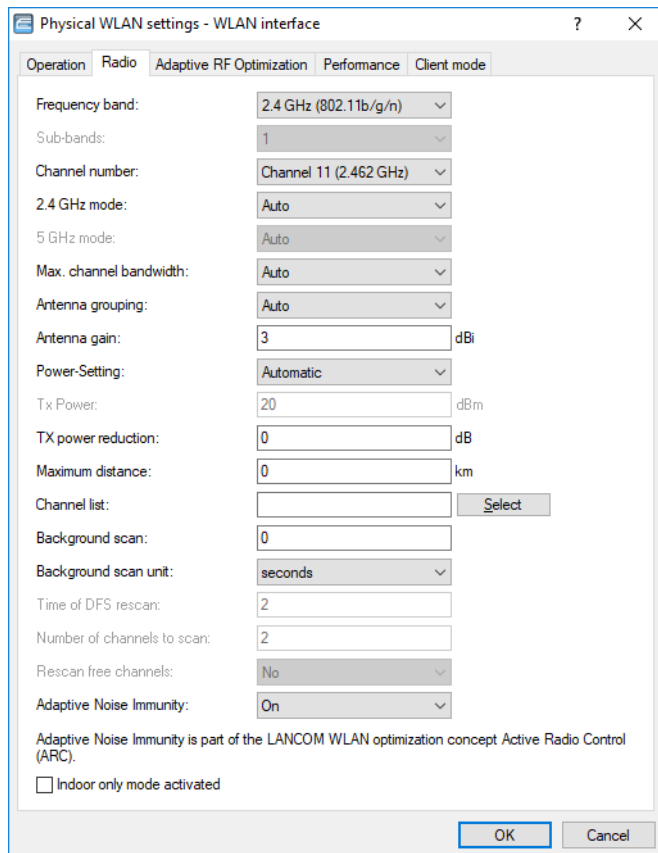 Physical WLAN settings - WLAN interface ? ×
Operation Radio Adaptive RF Optimization Performance Client mode
Frequency band: 2.4 GHz (802.11b/g/n)
Sub-bands: 1
Channel number: Channel 11 (2.462 GHz)
2.4 GHz mode: Auto
5 GHz mode: Auto
Max. channel bandwidth: Auto
Antenna grouping: Auto
Antenna gain: 3 dBi
Power-Setting: Automatic
Tx Power: 20 dBm
TX power reduction: 0 dB
Maximum distance: 0 km
Channel list: Select
Background scan: 0
Background scan unit: seconds
Time of DFS rescan: 2
Number of channels to scan: 2
Rescan free channels: No
Adaptive Noise Immunity: On
Adaptive Noise Immunity is part of the LANCOM WLAN optimization concept Active Radio Control
(ARC).
Indoor only mode activated
OK Cancel